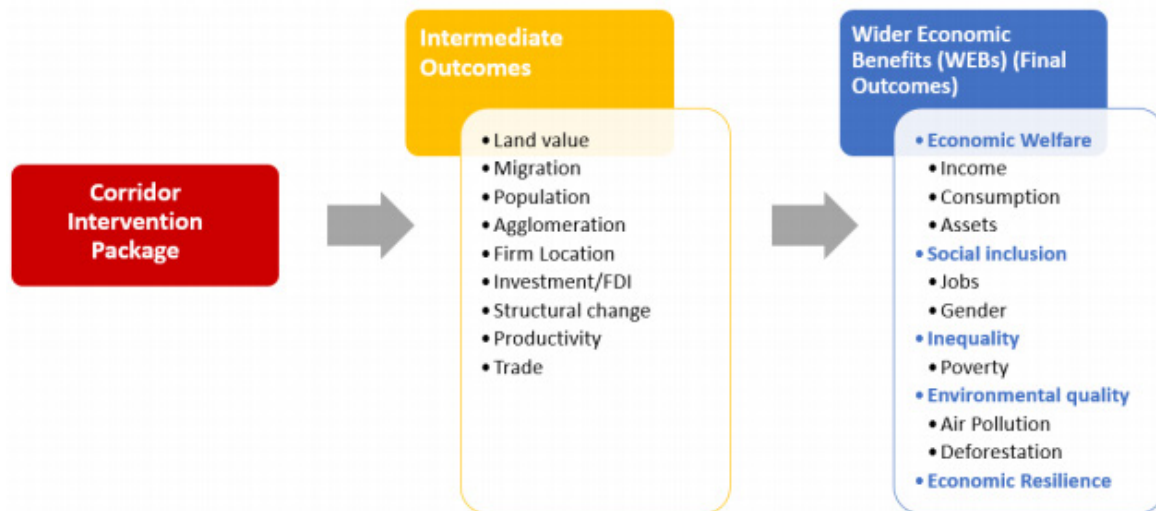 Corridor
Intervention
Package
Intermediate
Outcomes
• Land value
• Migration
• Population
• Agglomeration
• Firm Location
• Investment/FDI
• Structural change
• Productivity
• Trade
Wider Economic
Benefits (WEBs) (Final
Outcomes)
• Economic Welfare
• Income
• Consumption
• Assets
• Social inclusion
• Jobs
• Gender
• Inequality
• Poverty
• Environmental quality
• Air Pollution
• Deforestation
• Economic Resilience